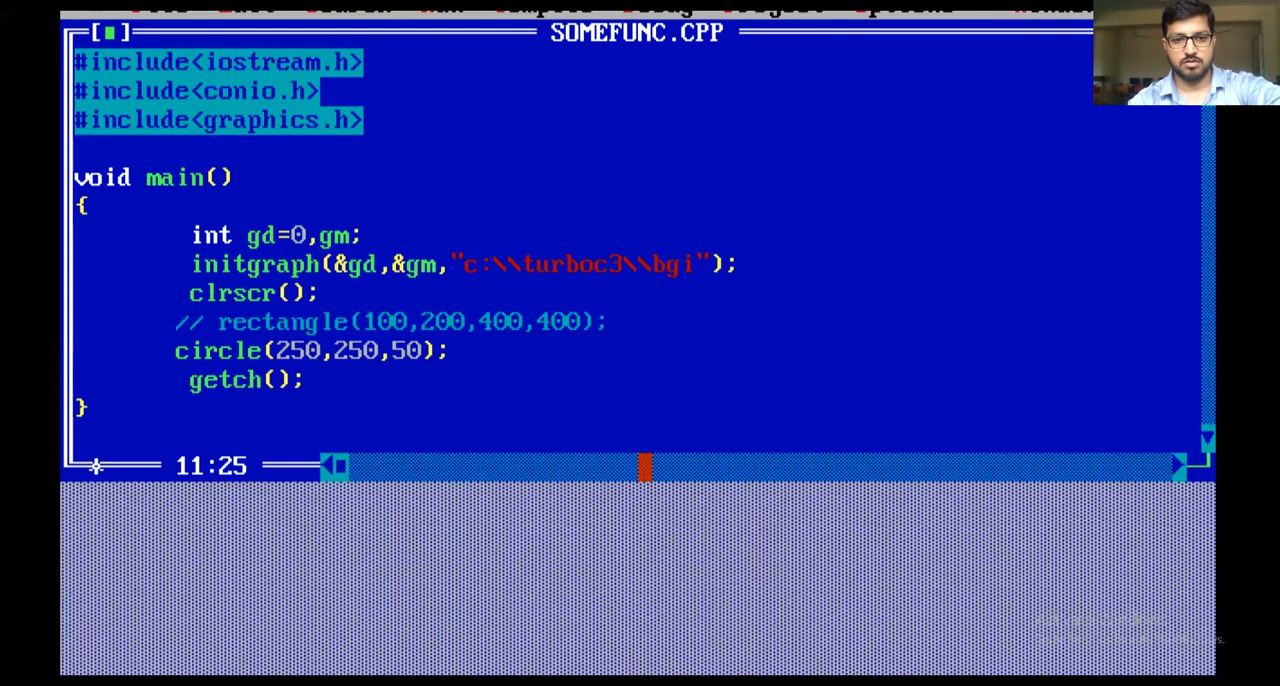 SOMEFUNC.CPP
#include<iostream.h>
#include<conio.h>
#include<graphics.h>
void main()
{
int gd=0,gm;
initgraph(&gd,&gm,"c:\\turboc3\\bgi");
clrscr();
// rectangle(100,200,400,400);
circle(250,250,50);
getch();
}
11:25